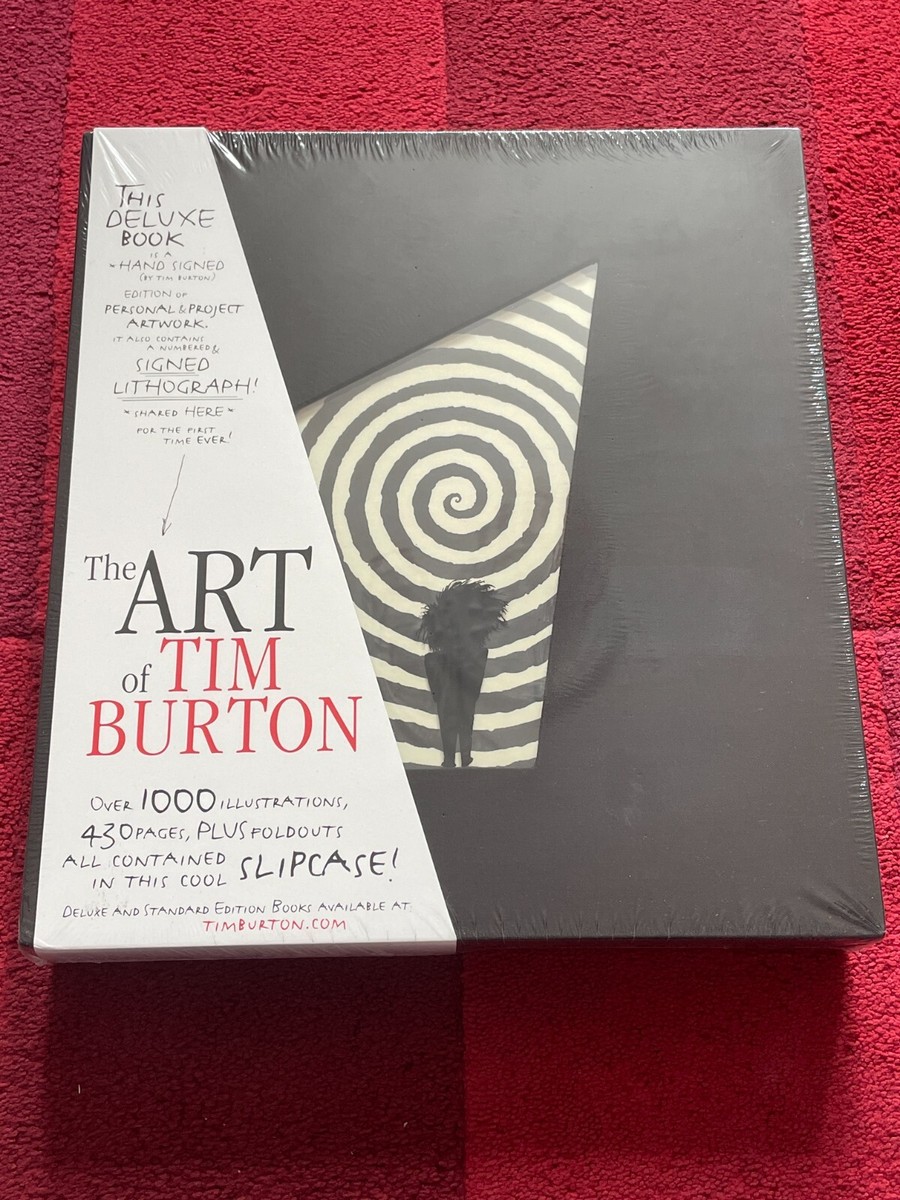 THIS
DELUXE
BOOK
IS A
~HAND SIGNED
(BY TIM BURTON)
EDITION OF
PERSONAL & PROJECT
ARTWORK.
IT ALSO CONTAINS
A NUMBERED &
SIGNED
LITHOGRAPH!
~ SHARED HERE ~
FOR THE FIRST
TIME EVER!
The ART
of TIM
BURTON
OVER 1000 ILLUSTRATIONS,
430 PAGES, PLUS FOLDOUTS
ALL CONTAINED
IN THIS COOL SLIPCASE!
DELUXE AND STANDARD EDITION BOOKS AVAILABLE AT
TIMBURTON.COM